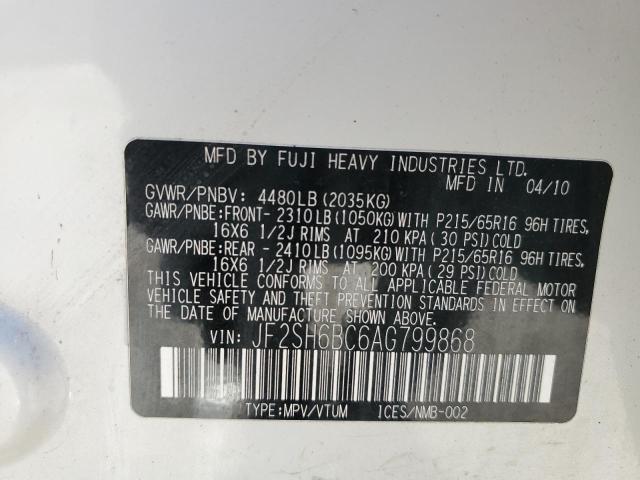 MFD BY FUJI HEAVY INDUSTRIES LTD.
MFD IN 04/10
GVWR/PNBV: 4480LB(2035KG)
GAWR/PNBE:FRONT- 2310LB(1050KG)WITH P215/65R16 96H TIRES,
16X6 1/2J RIMS AT 210 KPA( 30 PSI)COLD
GAWR/PNBE:REAR - 2410LB(1095KG)WITH P215/65R16 96H TIRES,
16X6 1/2J RIMS AT 200 KPA( 29 PSI)COLD
THIS VEHICLE CONFORMS TO ALL APPLICABLE FEDERAL MOTOR
VEHICLE SAFETY AND THEFT PREVENTION STANDARDS IN EFFECT ON
THE DATE OF MANUFACTURE SHOWN ABOVE.
VIN: JF2SH6BC6AG799868
TYPE:MPV/VTUM ICES/NMB-002